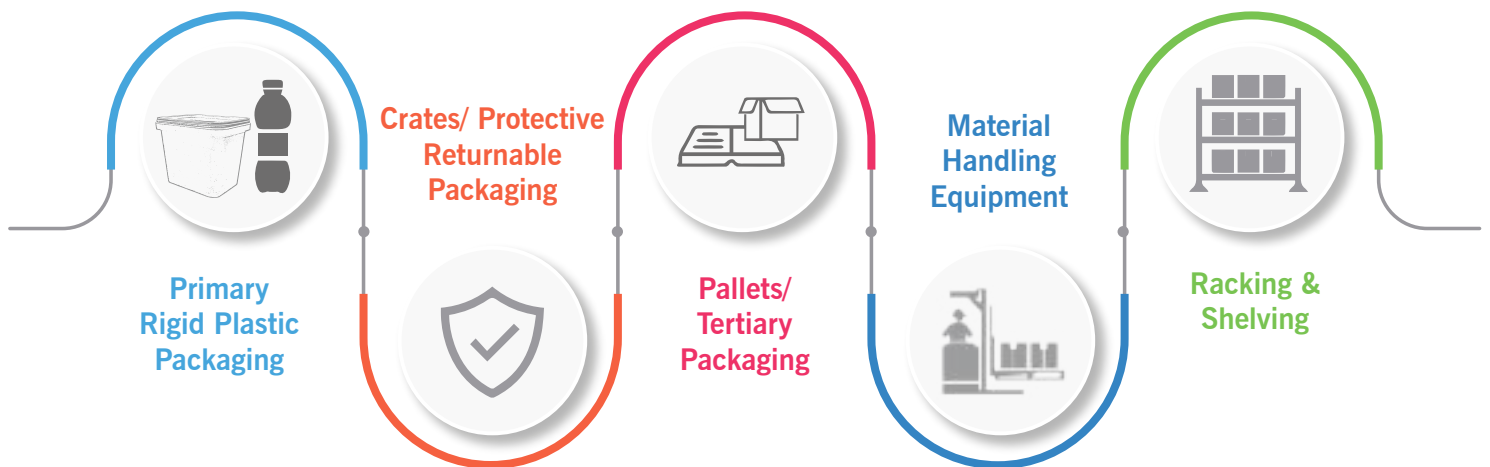 Primary
Rigid Plastic
Packaging
Crates/ Protective
Returnable
Packaging
Pallets/
Tertiary
Packaging
Material
Handling
Equipment
Racking &
Shelving